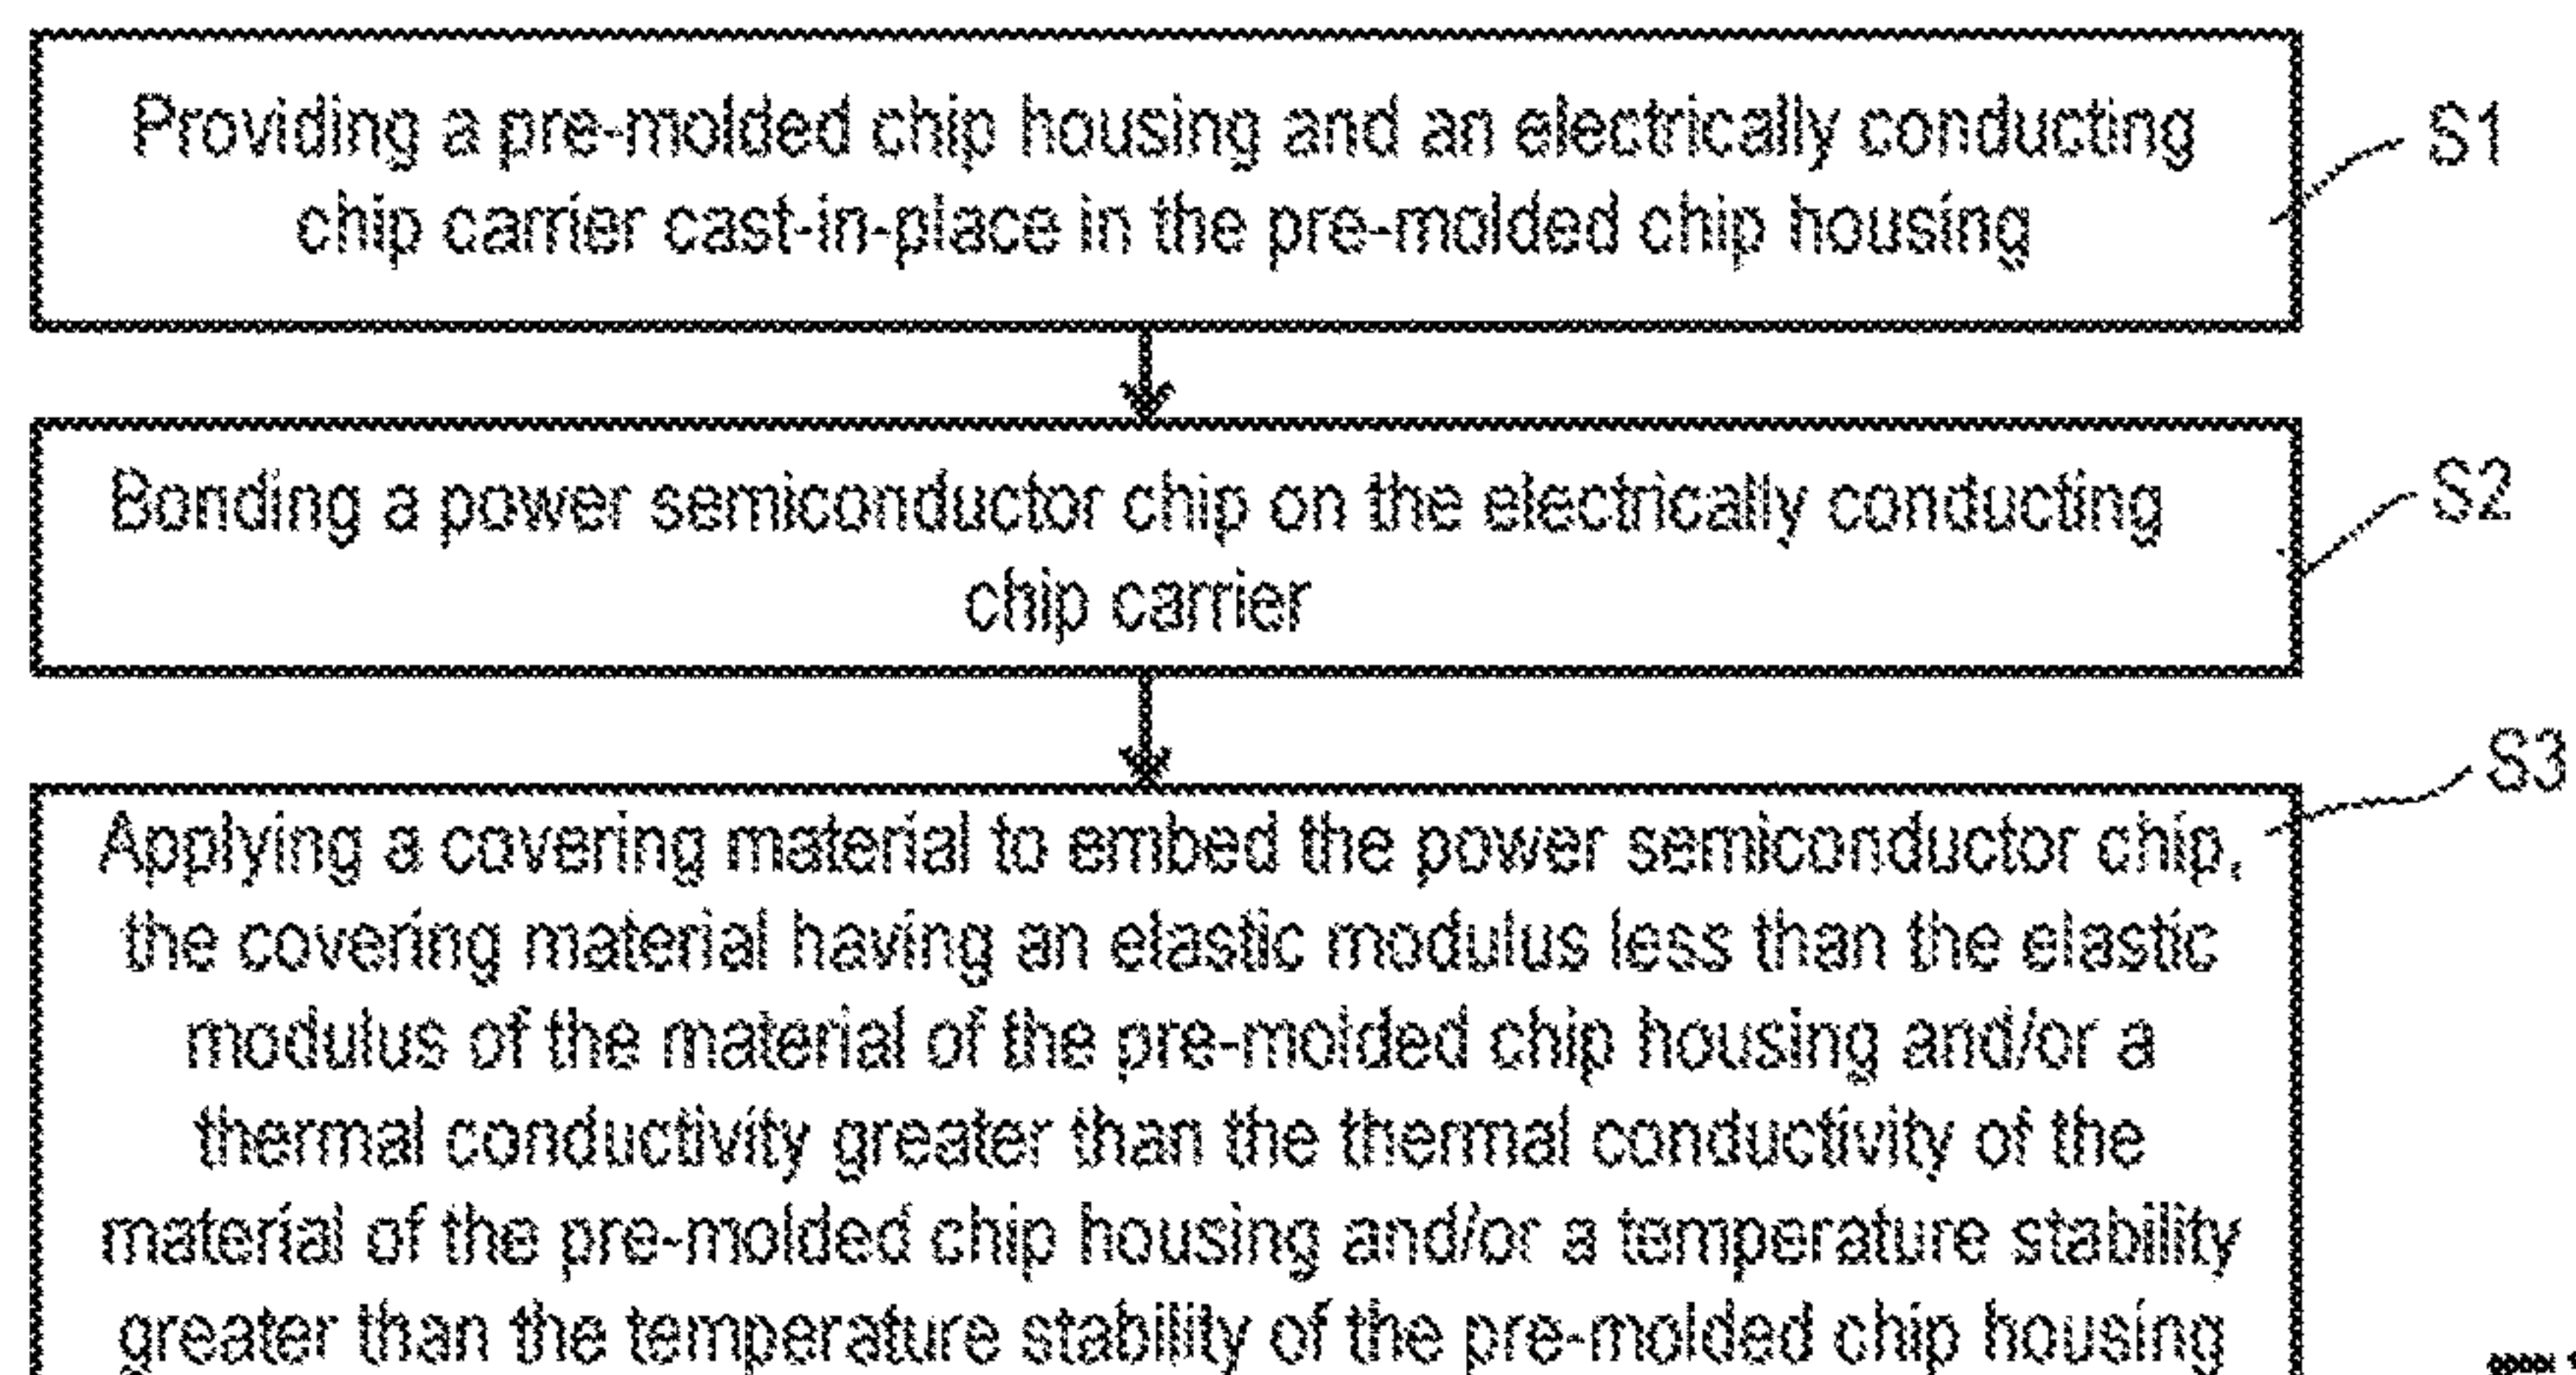 Providing a pre-molded chip housing and an electrically conducting
chip carrier cast-in-place in the pre-molded chip housing
S1
Bonding a power semiconductor chip on the electrically conducting
chip carrier
S2
S3
Applying a covering material to embed the power semiconductor chip,
the covering material having an elastic modulus less than the elastic
modulus of the material of the pre-molded chip housing and/or a
thermal conductivity greater than the thermal conductivity of the
material of the pre-molded chip housing and/or a temperature stability
greater than the temperature stability of the pre-molded chip housing